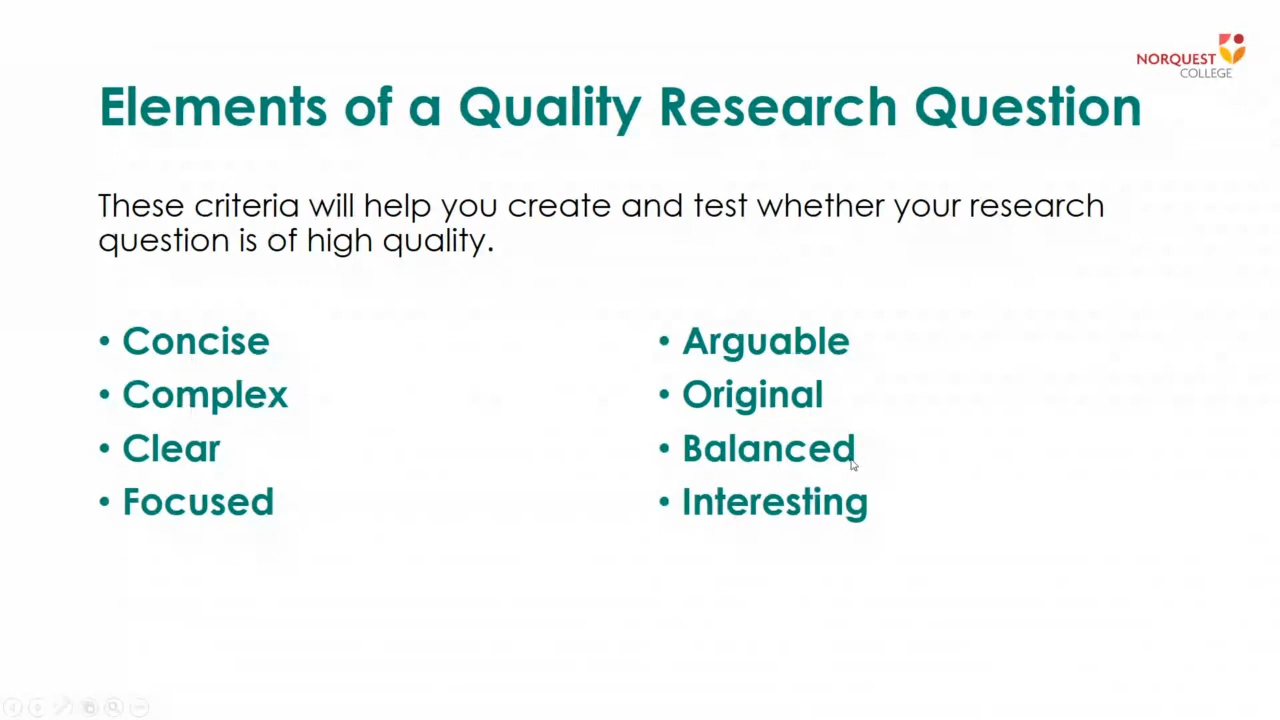 NORQUEST
COLLEGE
Elements of a Quality Research Question
These criteria will help you create and test whether your research
question is of high quality.
• Concise
• Complex
• Clear
• Focused
• Arguable
• Original
• Balanced
• Interesting